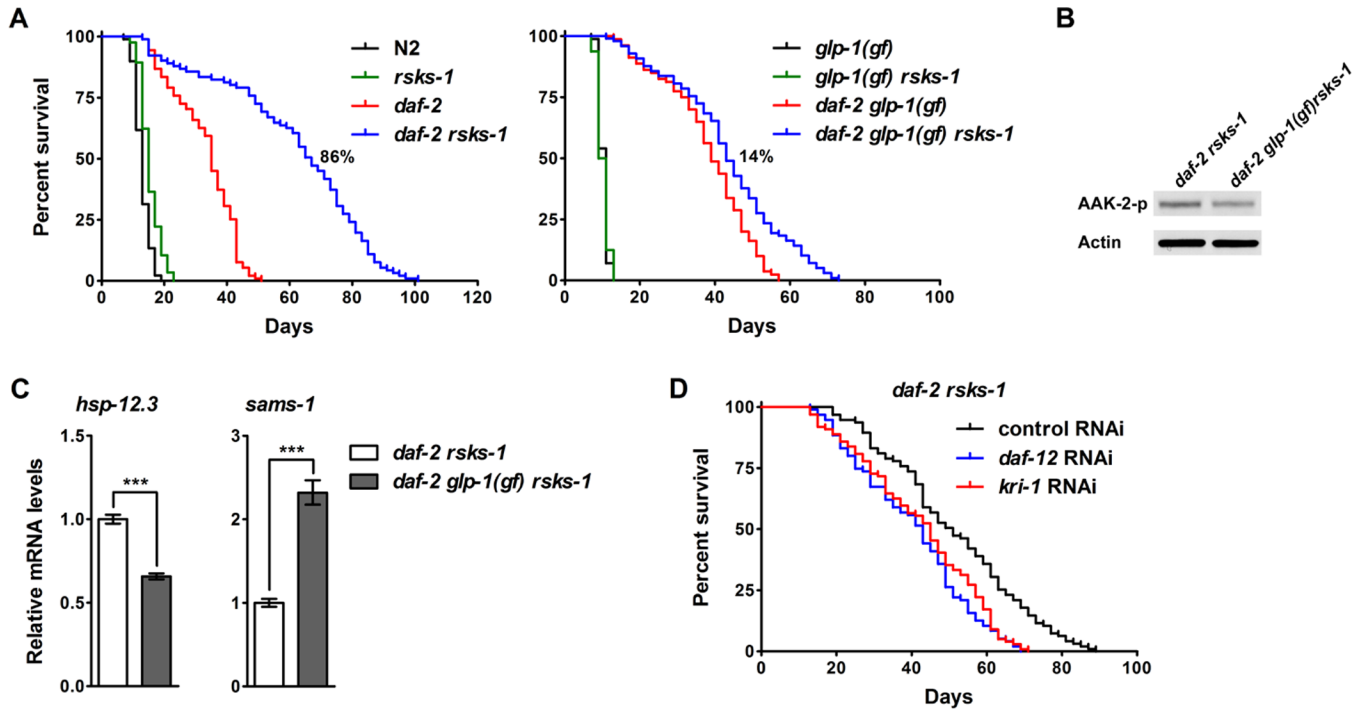 A
B
N2
rsks-1
daf-2
daf-2 rsks-1
86%
Percent survival
100
75
50
25
0
0 20 40 60 80 100 120
Days
glp-1(gf)
glp-1(gf) rsks-1
daf-2 glp-1(gf)
daf-2 glp-1(gf) rsks-1
14%
100
75
50
25
0
0 20 40 60 80 100
Days
daf-2 rsks-1
daf-2 glp-1(gf)rsks-1
AAK-2-p
Actin
C
hsp-12.3
sams-1
Relative mRNA levels
1.5
1.0
0.5
0.0
***
3
2
1
0
***
daf-2 rsks-1
daf-2 glp-1(gf) rsks-1
D
daf-2 rsks-1
control RNAi
daf-12 RNAi
kri-1 RNAi
Percent survival
100
75
50
25
0
0 20 40 60 80 100
Days